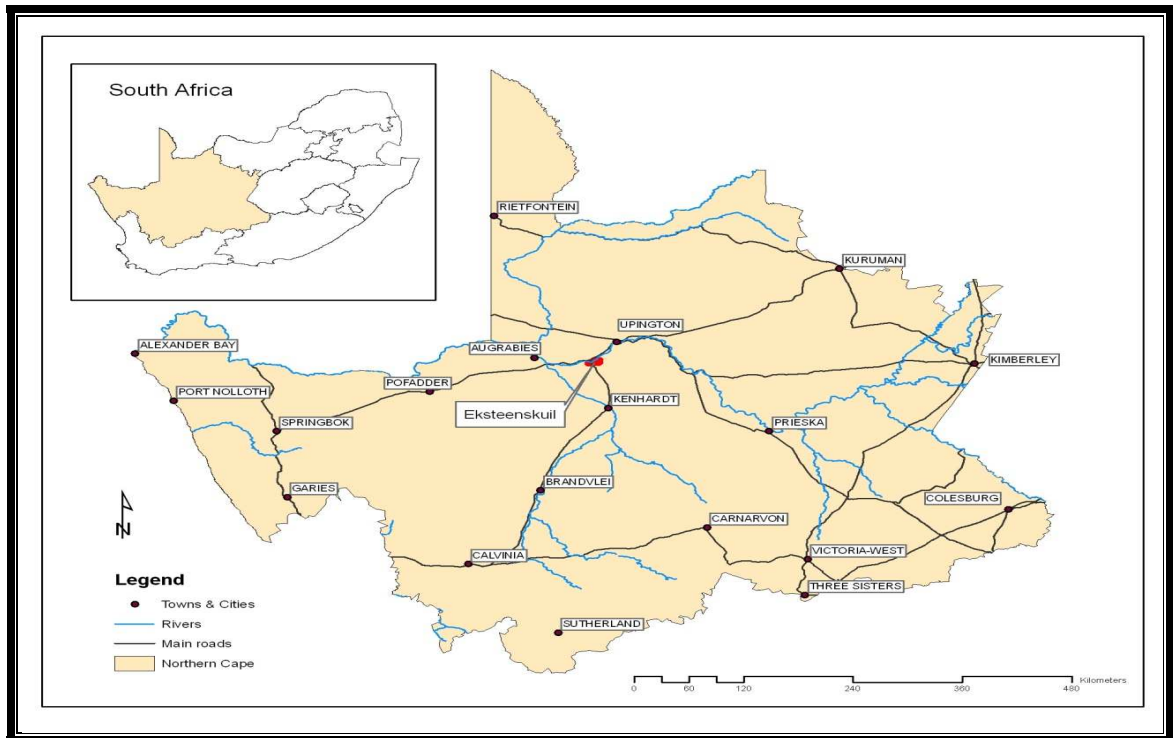 South Africa
RIETFONTEIN
KURUMAN
UPINGTON
ALEXANDER BAY
AUGRABIES
KIMBERLEY
POFADDER
PORT NOLLOTH
KENHARDT
Eksteenskuil
SPRINGBOK
PRIESKA
BRANDVLEI
GARIES
COLESBURG
CARNARVON
N
CALVINIA
VICTORIA-WEST
Legend
THREE SISTERS
Towns & Cities
Rivers
SUTHERLAND
Main roads
Northern Cape
Kilometers
0 60 120 240 360 480